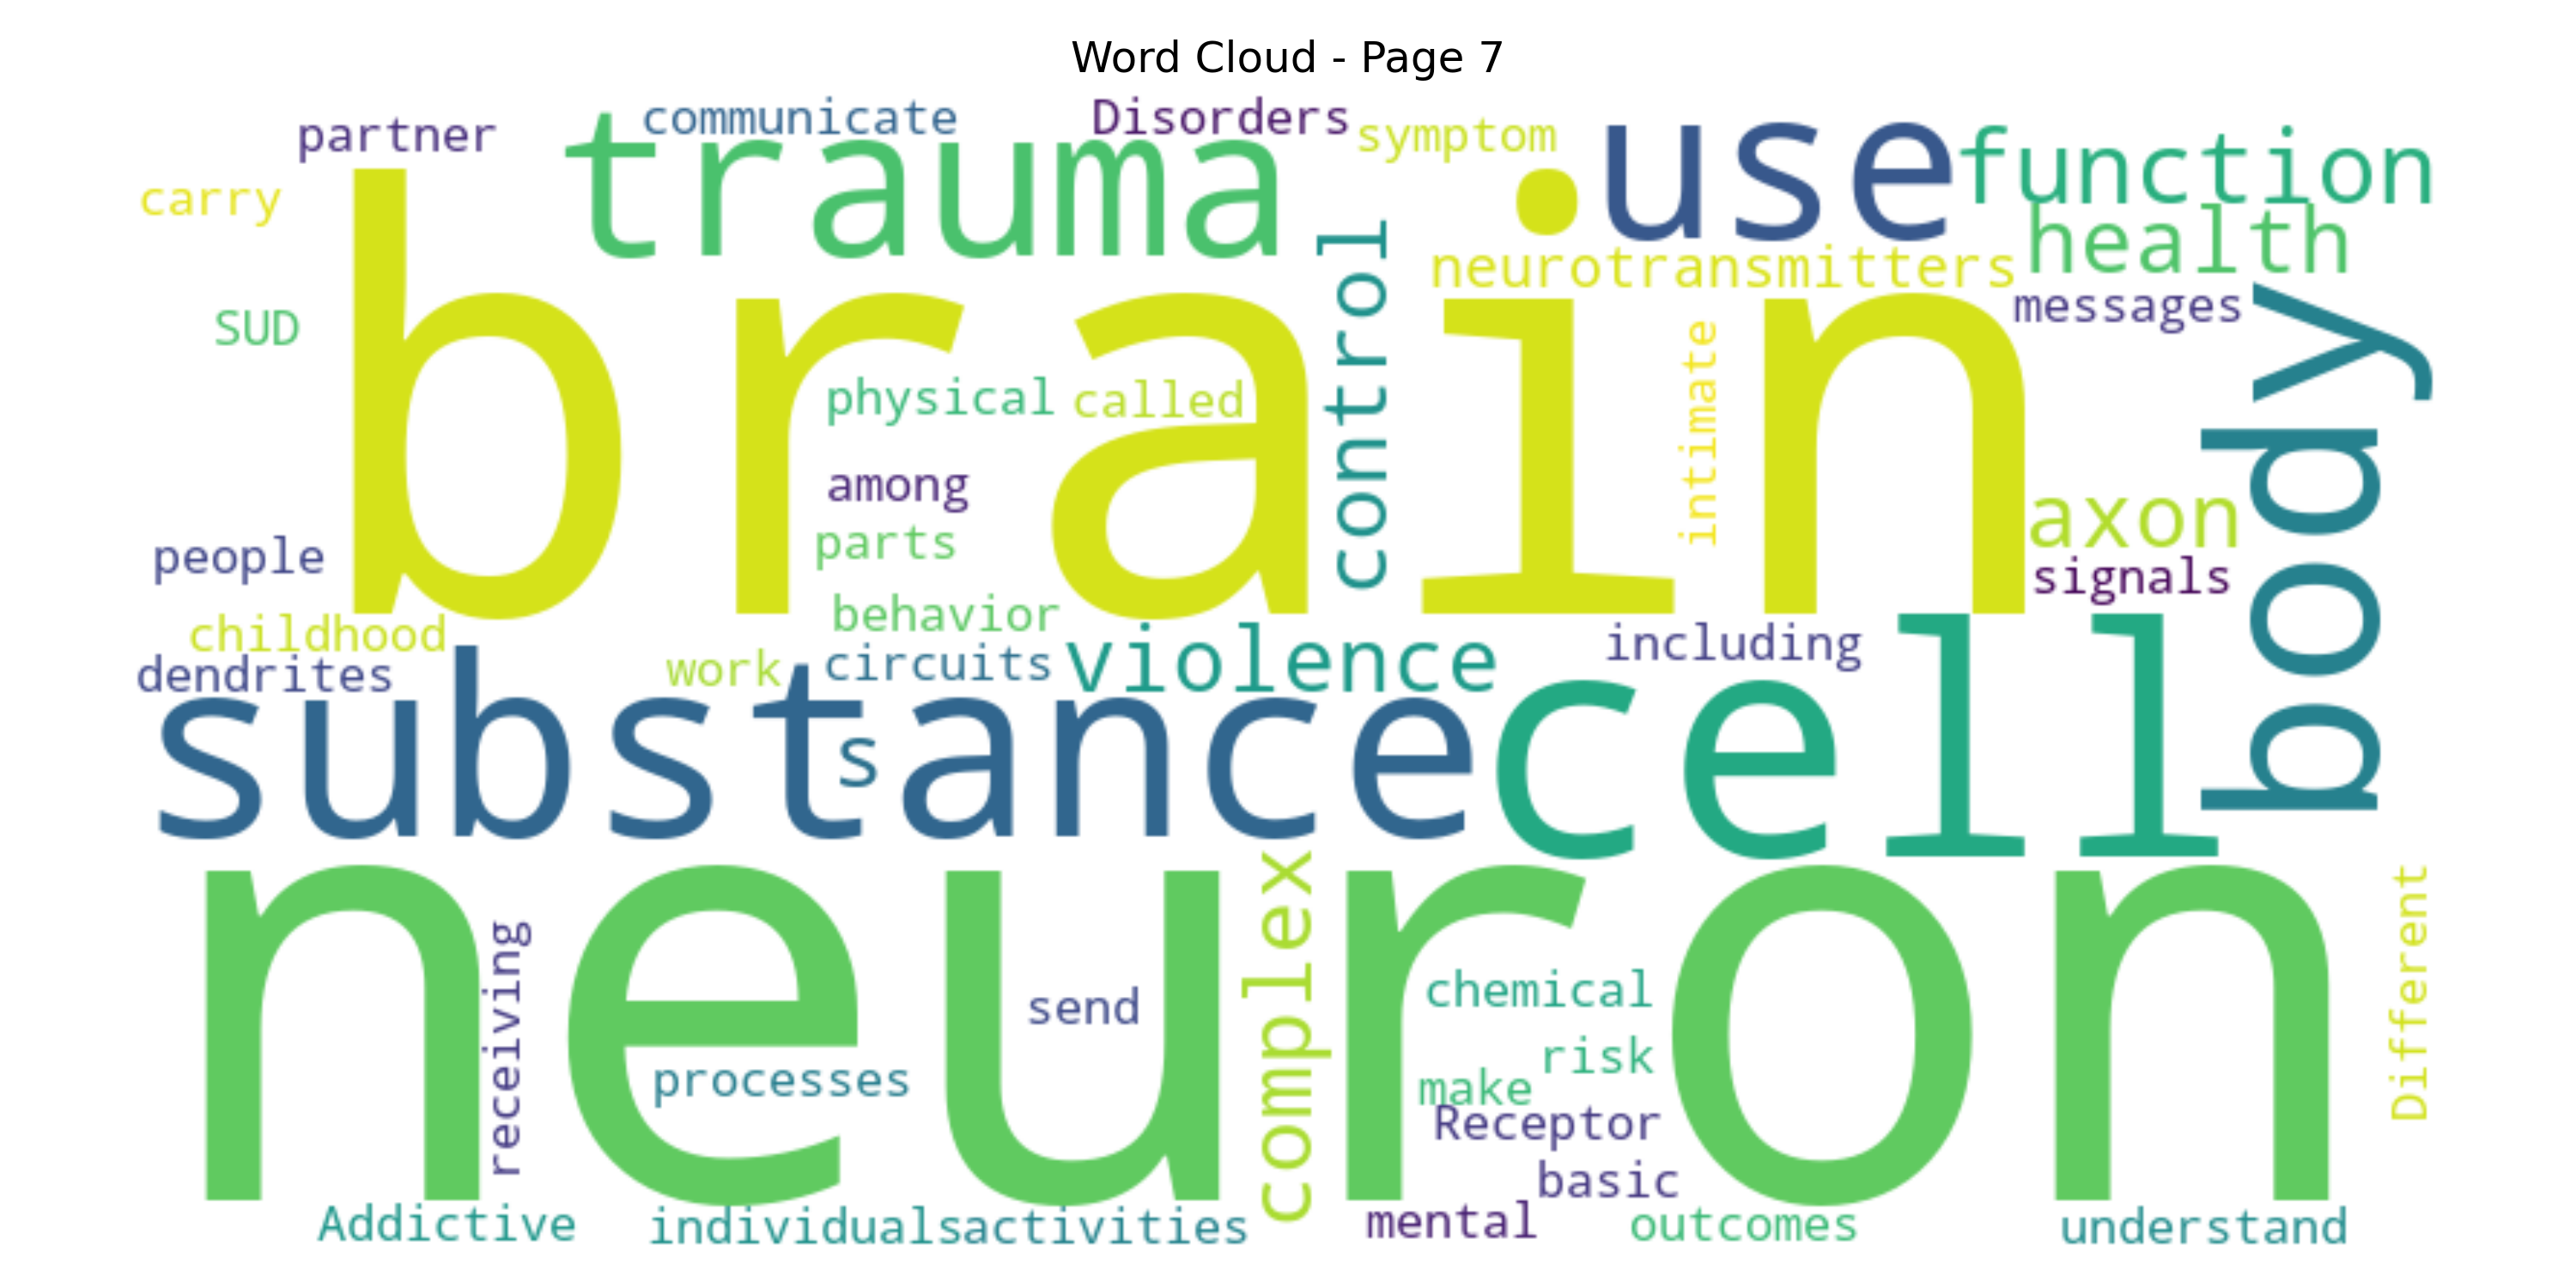 Word Cloud - Page 7
partner
communicate
Disorders
symptom
use
function
carry
trauma
health
neurotransmitters
messages
SUD
brain
control
intimate
body
physical
called
among
axon
parts
people
signals
behavior
childhood
violence
including
dendrites
work
circuits
substance
s
cell
neuron
receiving
complex
Different
send
chemical
processes
risk
make
Receptor
basic
Addictive
individuals
activities
mental
outcomes
understand